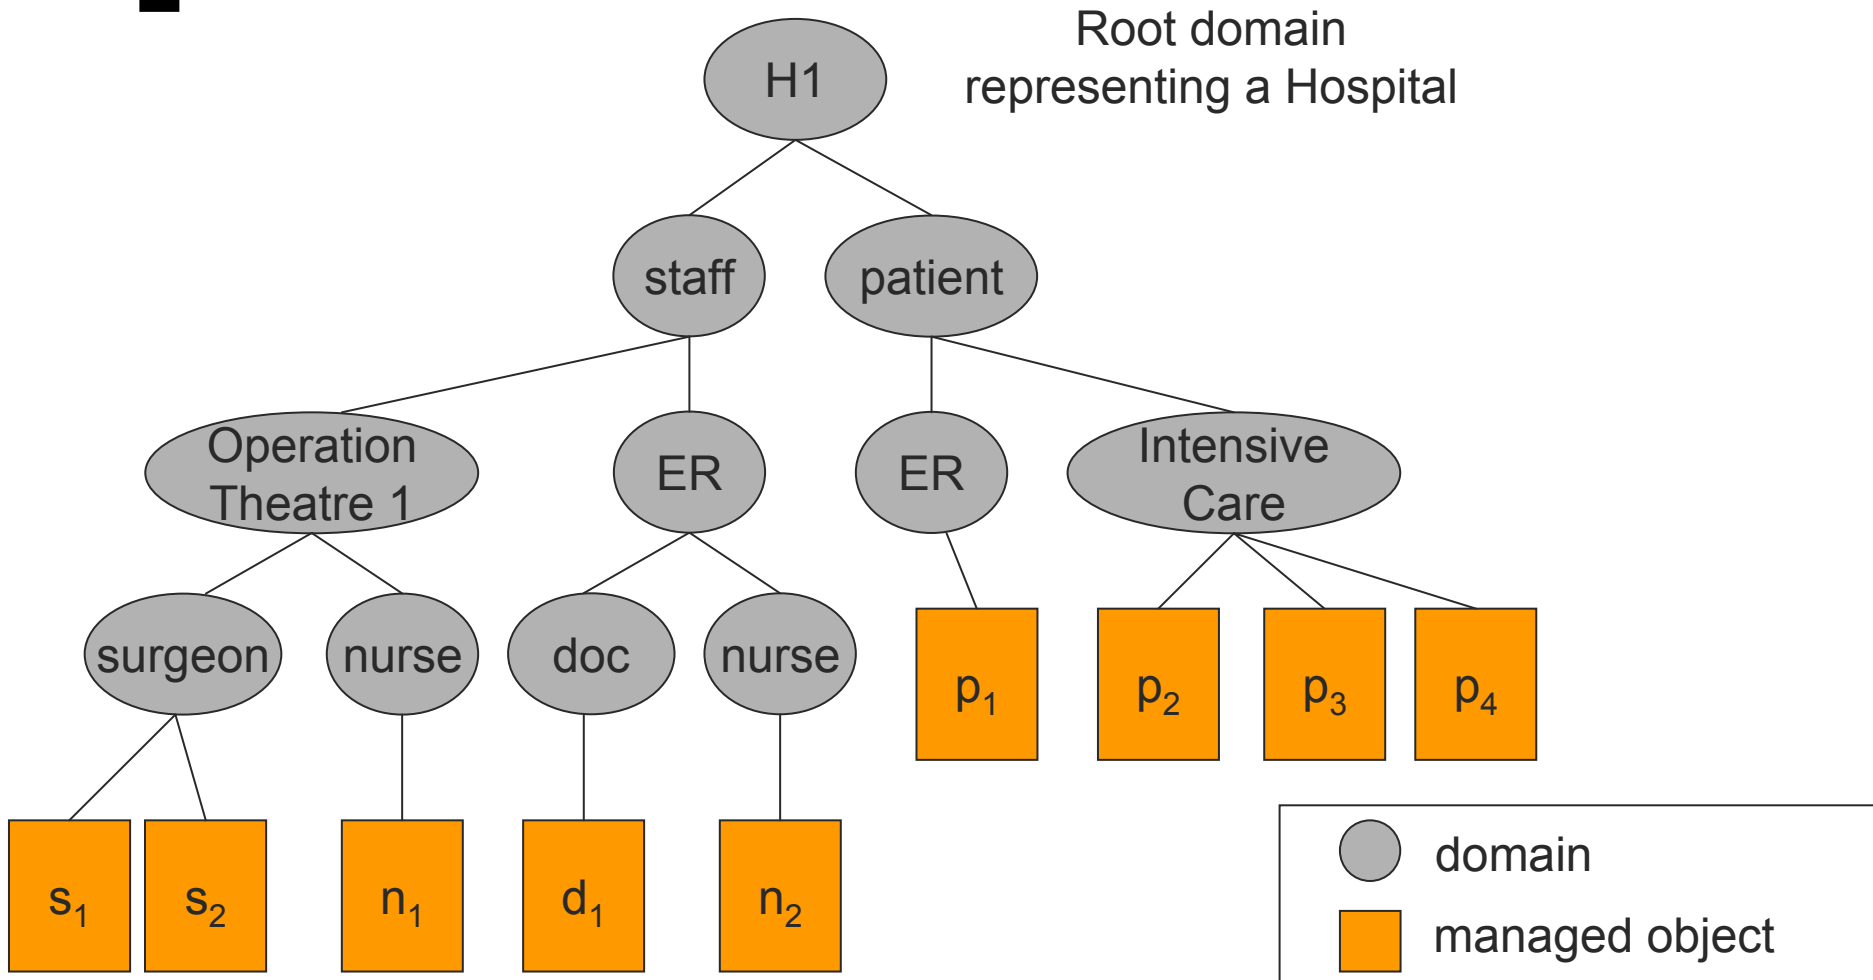 Root domain
representing a Hospital
H1
staff
patient
Operation
Theatre 1
ER
ER
Intensive
Care
surgeon
nurse
doc
nurse
p1
p2
p3
p4
s1
s2
n1
d1
n2
domain
managed object